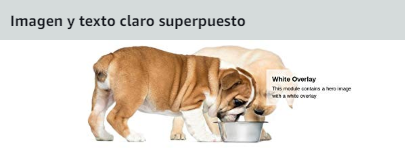 Imagen y texto claro superpuesto
White Overlay
This module contains a hero image
with a white overlay